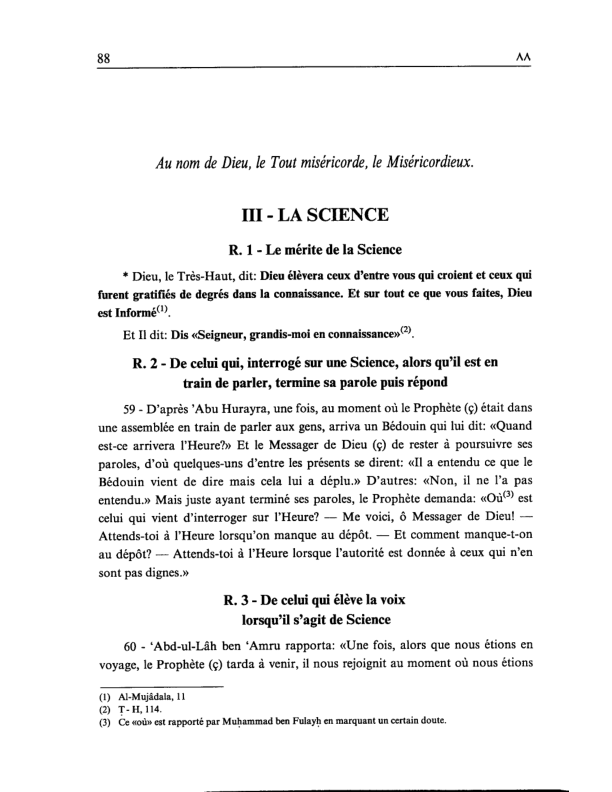 88
٨٨
Au nom de Dieu, le Tout miséricorde, le Miséricordieux.
III - LA SCIENCE
R. 1 - Le mérite de la Science
* Dieu, le Très-Haut, dit: Dieu élèvera ceux d'entre vous qui croient et ceux qui
furent gratifiés de degrés dans la connaissance. Et sur tout ce que vous faites, Dieu
est Informé(1).
Et Il dit: Dis «Seigneur, grandis-moi en connaissance»(2).
R. 2 - De celui qui, interrogé sur une Science, alors qu'il est en
train de parler, termine sa parole puis répond
59 - D'après 'Abu Hurayra, une fois, au moment où le Prophète (ç) était dans
une assemblée en train de parler aux gens, arriva un Bédouin qui lui dit: «Quand
est-ce arrivera l'Heure?» Et le Messager de Dieu (ç) de rester à poursuivre ses
paroles, d'où quelques-uns d'entre les présents se dirent: «Il a entendu ce que le
Bédouin vient de dire mais cela lui a déplu.» D'autres: «Non, il ne l'a pas
entendu.» Mais juste ayant terminé ses paroles, le Prophète demanda: «Où(3) est
celui qui vient d'interroger sur l'Heure? — Me voici, ô Messager de Dieu! —
Attends-toi à l'Heure lorsqu'on manque au dépôt. — Et comment manque-t-on
au dépôt? — Attends-toi à l'Heure lorsque l'autorité est donnée à ceux qui n'en
sont pas dignes.»
R. 3 - De celui qui élève la voix
lorsqu'il s'agit de Science
60 - ‘Abd-ul-Lâh ben ‘Amru rapporta: «Une fois, alors que nous étions en
voyage, le Prophète (ç) tarda à venir, il nous rejoignit au moment où nous étions
(1) Al-Mujâdala, 11
(2) Ṭ - H, 114.
(3) Ce «où» est rapporté par Muḥammad ben Fulayḥ en marquant un certain doute.